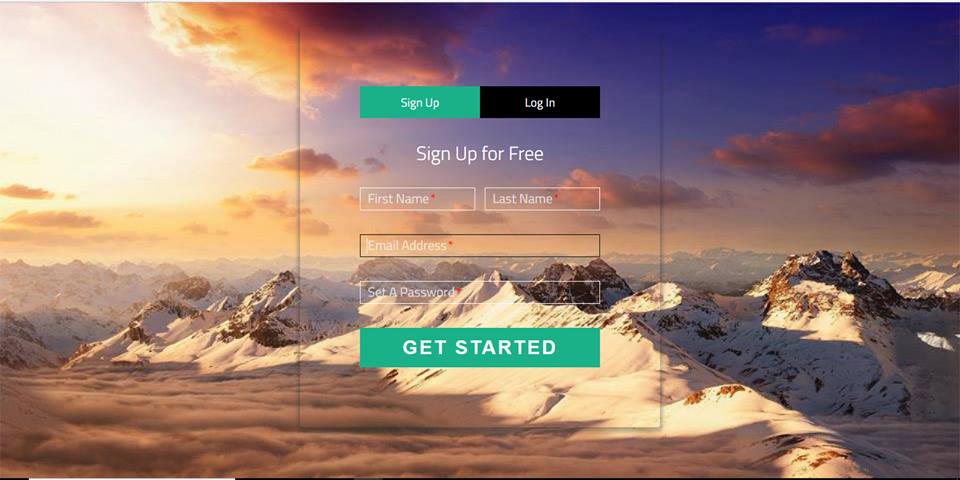 Sign Up Log In
Sign Up for Free
First Name * Last Name *
Email Address *
Set A Password *
GET STARTED